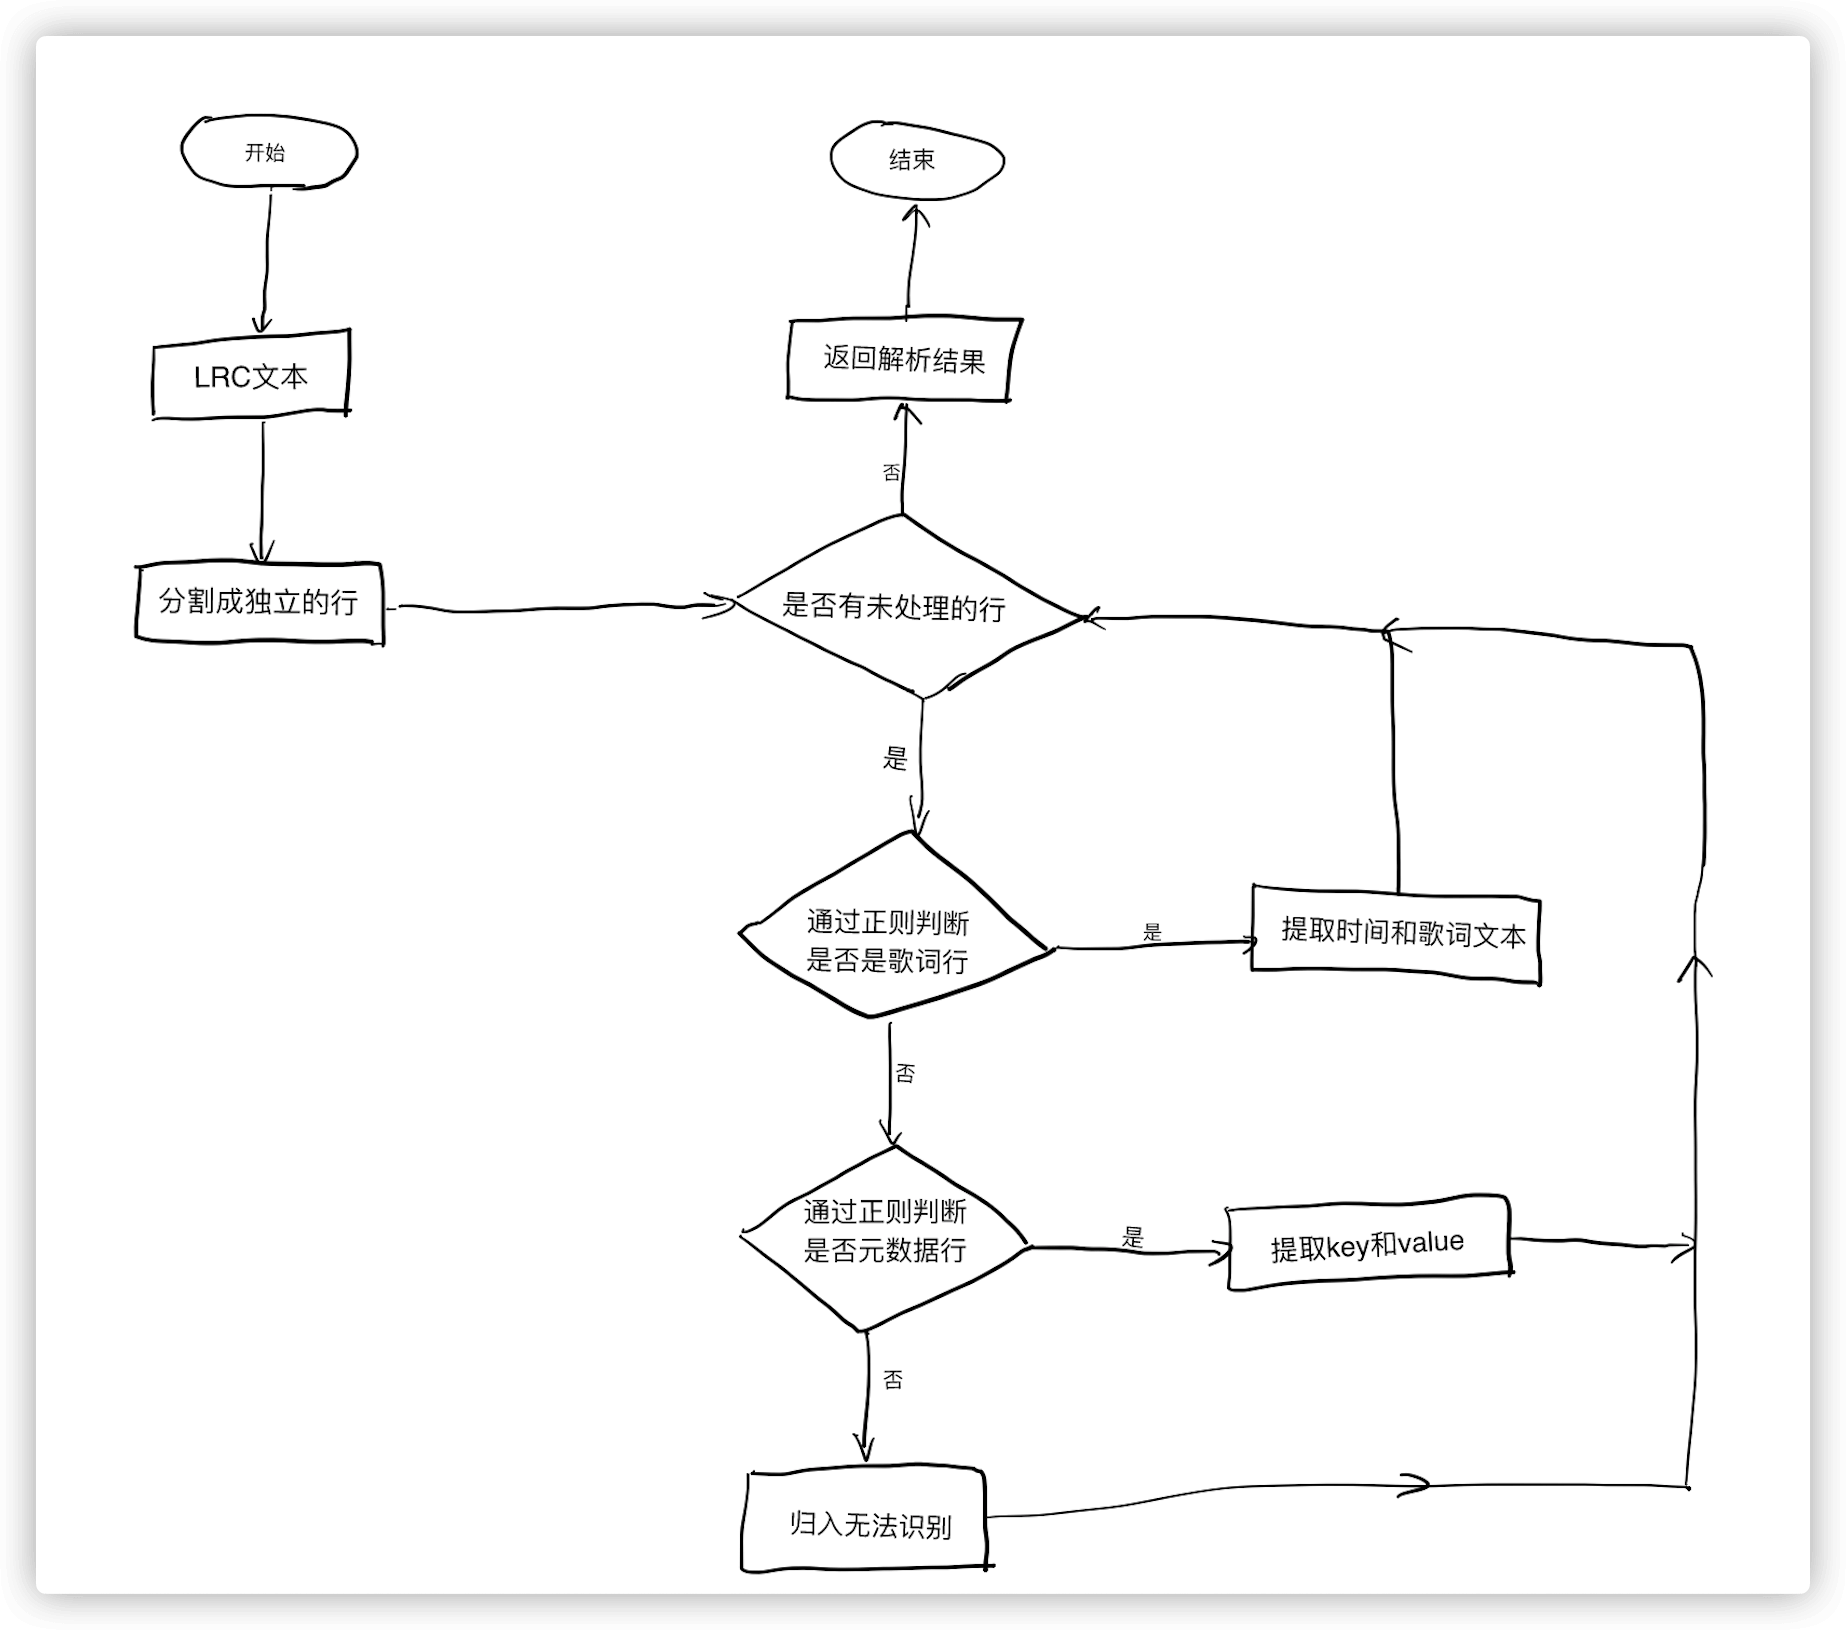 开始
LRC文本
分割成独立的行
结束
返回解析结果
否
是否有未处理的行
是
通过正则判断
是否是歌词行
是
提取时间和歌词文本
否
通过正则判断
是否元数据行
是
提取key和value
否
归入无法识别